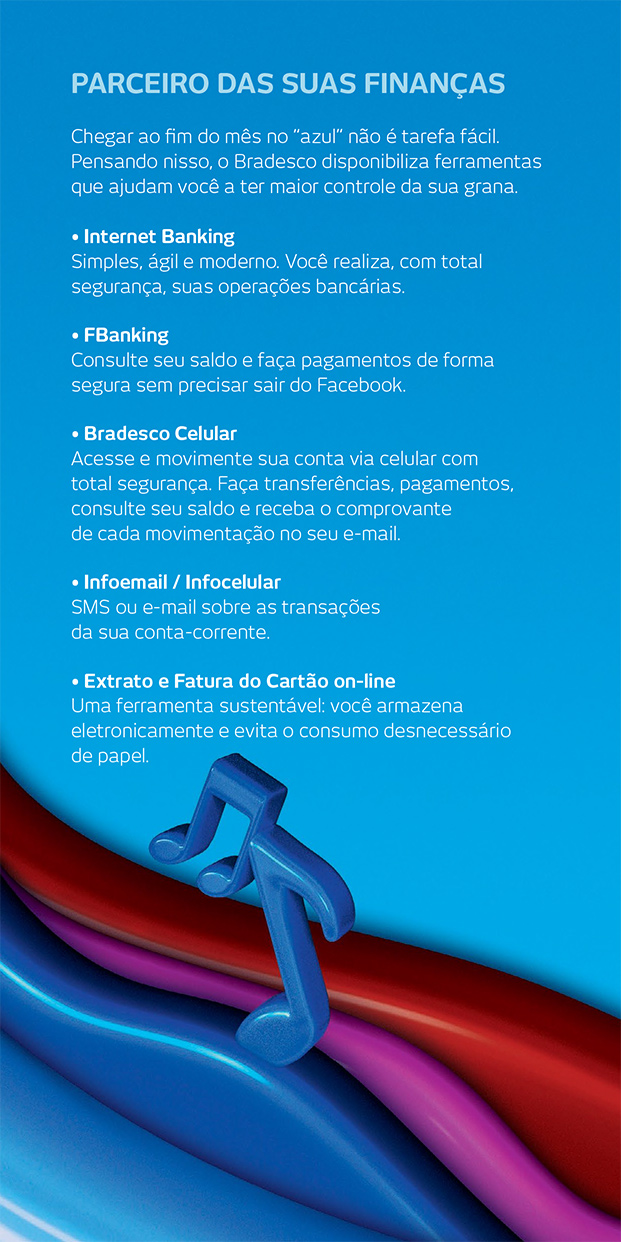 PARCEIRO DAS SUAS FINANÇAS
Chegar ao fim do mês no “azul” não é tarefa fácil.
Pensando nisso, o Bradesco disponibiliza ferramentas
que ajudam você a ter maior controle da sua grana.
• Internet Banking
Simples, ágil e moderno. Você realiza, com total
segurança, suas operações bancárias.
• FBanking
Consulte seu saldo e faça pagamentos de forma
segura sem precisar sair do Facebook.
• Bradesco Celular
Acesse e movimente sua conta via celular com
total segurança. Faça transferências, pagamentos,
consulte seu saldo e receba o comprovante
de cada movimentação no seu e-mail.
• Infoemail / Infocelular
SMS ou e-mail sobre as transações
da sua conta-corrente.
• Extrato e Fatura do Cartão on-line
Uma ferramenta sustentável: você armazena
eletronicamente e evita o consumo desnecessário
de papel.